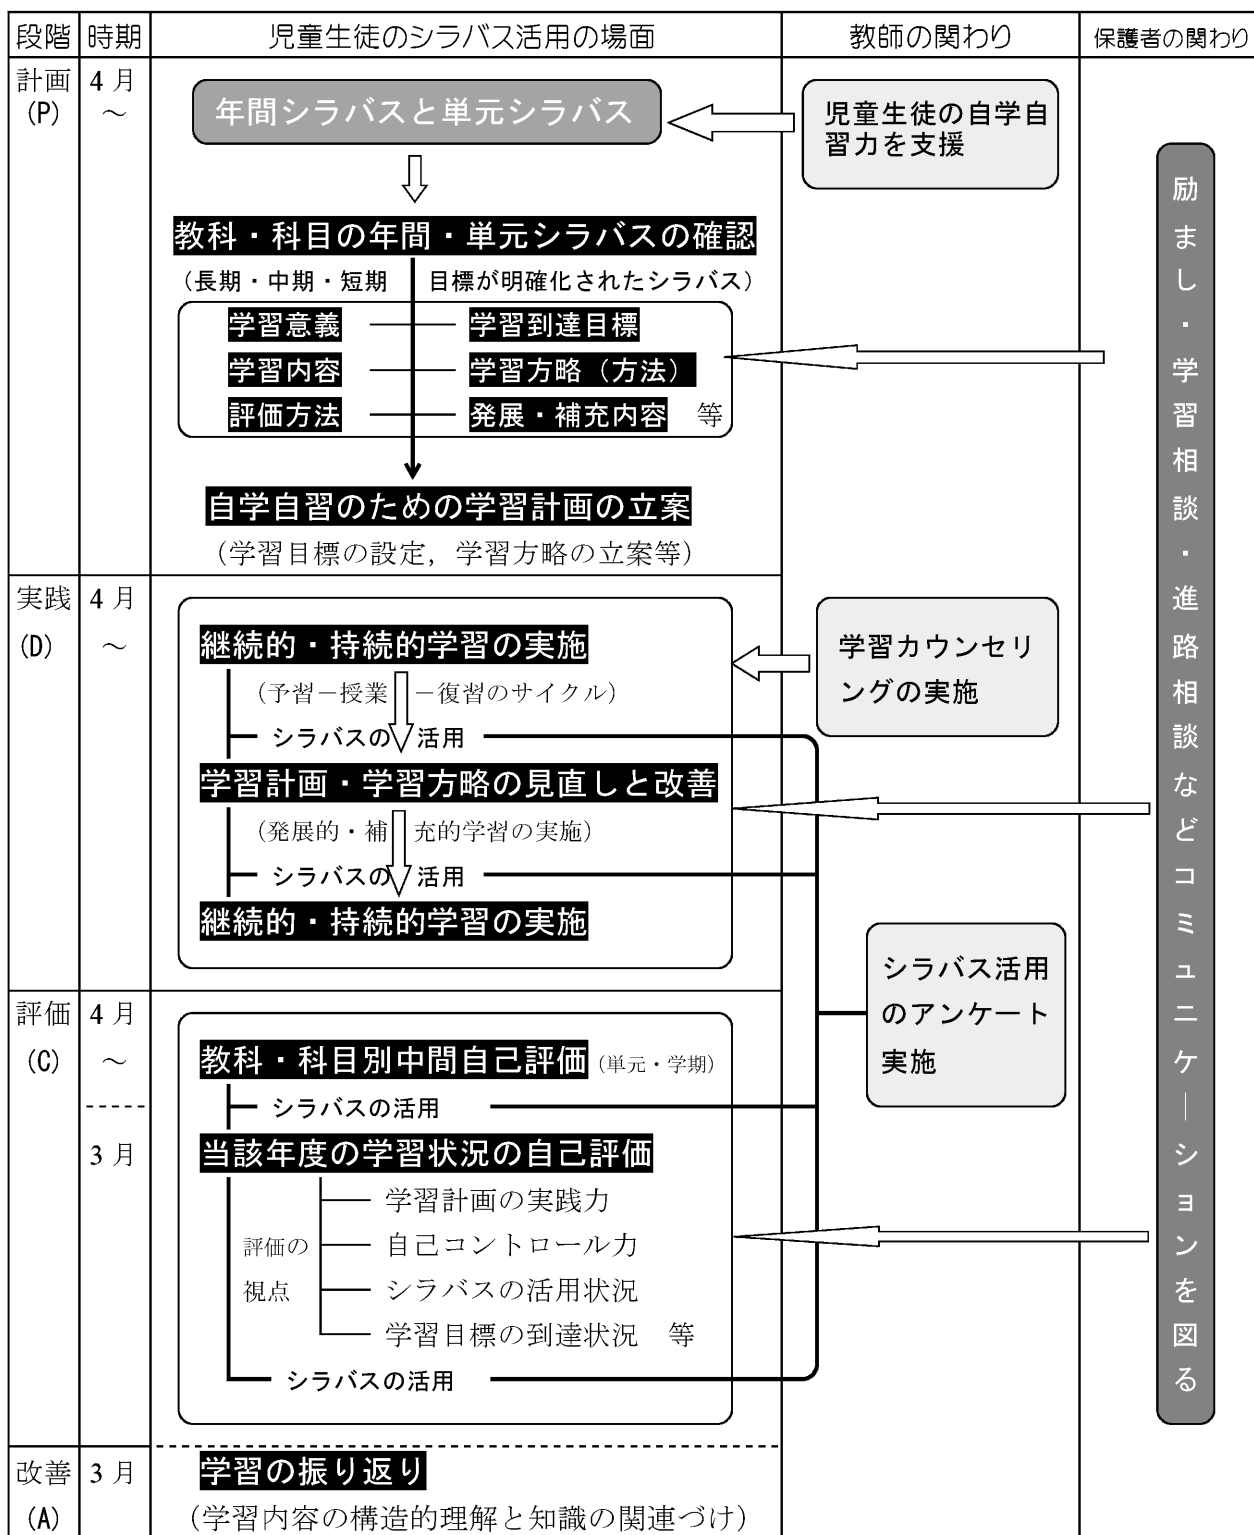 段階 時期 児童生徒のシラバス活用の場面 教師の関わり 保護者の関わり
計画 4月
(P) ～
年間シラバスと単元シラバス
児童生徒の自学自
習力を支援
教科・科目の年間・単元シラバスの確認
(長期・中期・短期 目標が明確化されたシラバス)
学習意義 学習到達目標
学習内容 学習方略（方法）
評価方法 発展・補充内容 等
自学自習のための学習計画の立案
（学習目標の設定，学習方略の立案等）
実践 4月
(D) ～
継続的・持続的学習の実施
（予習－授業－復習のサイクル）
シラバスの活用
学習計画・学習方略の見直しと改善
（発展的・補充的学習の実施）
シラバスの活用
継続的・持続的学習の実施
学習カウンセリ
ングの実施
シラバス活用
のアンケート
実施
評価 4月
(C) ～
3月
教科・科目別中間自己評価（単元・学期）
シラバスの活用
当該年度の学習状況の自己評価
評価の
視点
学習計画の実践力
自己コントロール力
シラバスの活用状況
学習目標の到達状況 等
シラバスの活用
改善 3月
(A)
学習の振り返り
（学習内容の構造的理解と知識の関連づけ）
励まし・学習相談・進路相談などコミュニケーションを図る